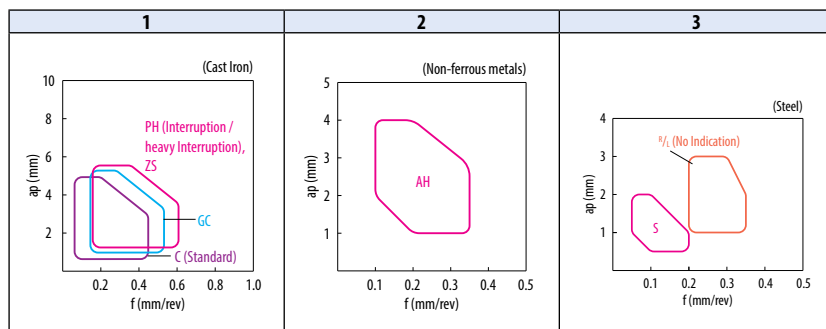 1
2
3
(Cast Iron)
10
8
6
4
2
ap (mm)
PH (Interruption /
heavy Interruption),
ZS
GC
C (Standard)
0.2 0.4 0.6 0.8 1.0
f (mm/rev)
(Non-ferrous metals)
5
4
3
2
1
ap (mm)
AH
0.1 0.2 0.3 0.4 0.5
f (mm/rev)
(Steel)
4
3
2
1
ap (mm)
R/L (No Indication)
S
0.1 0.2 0.3 0.4 0.5
f (mm/rev)